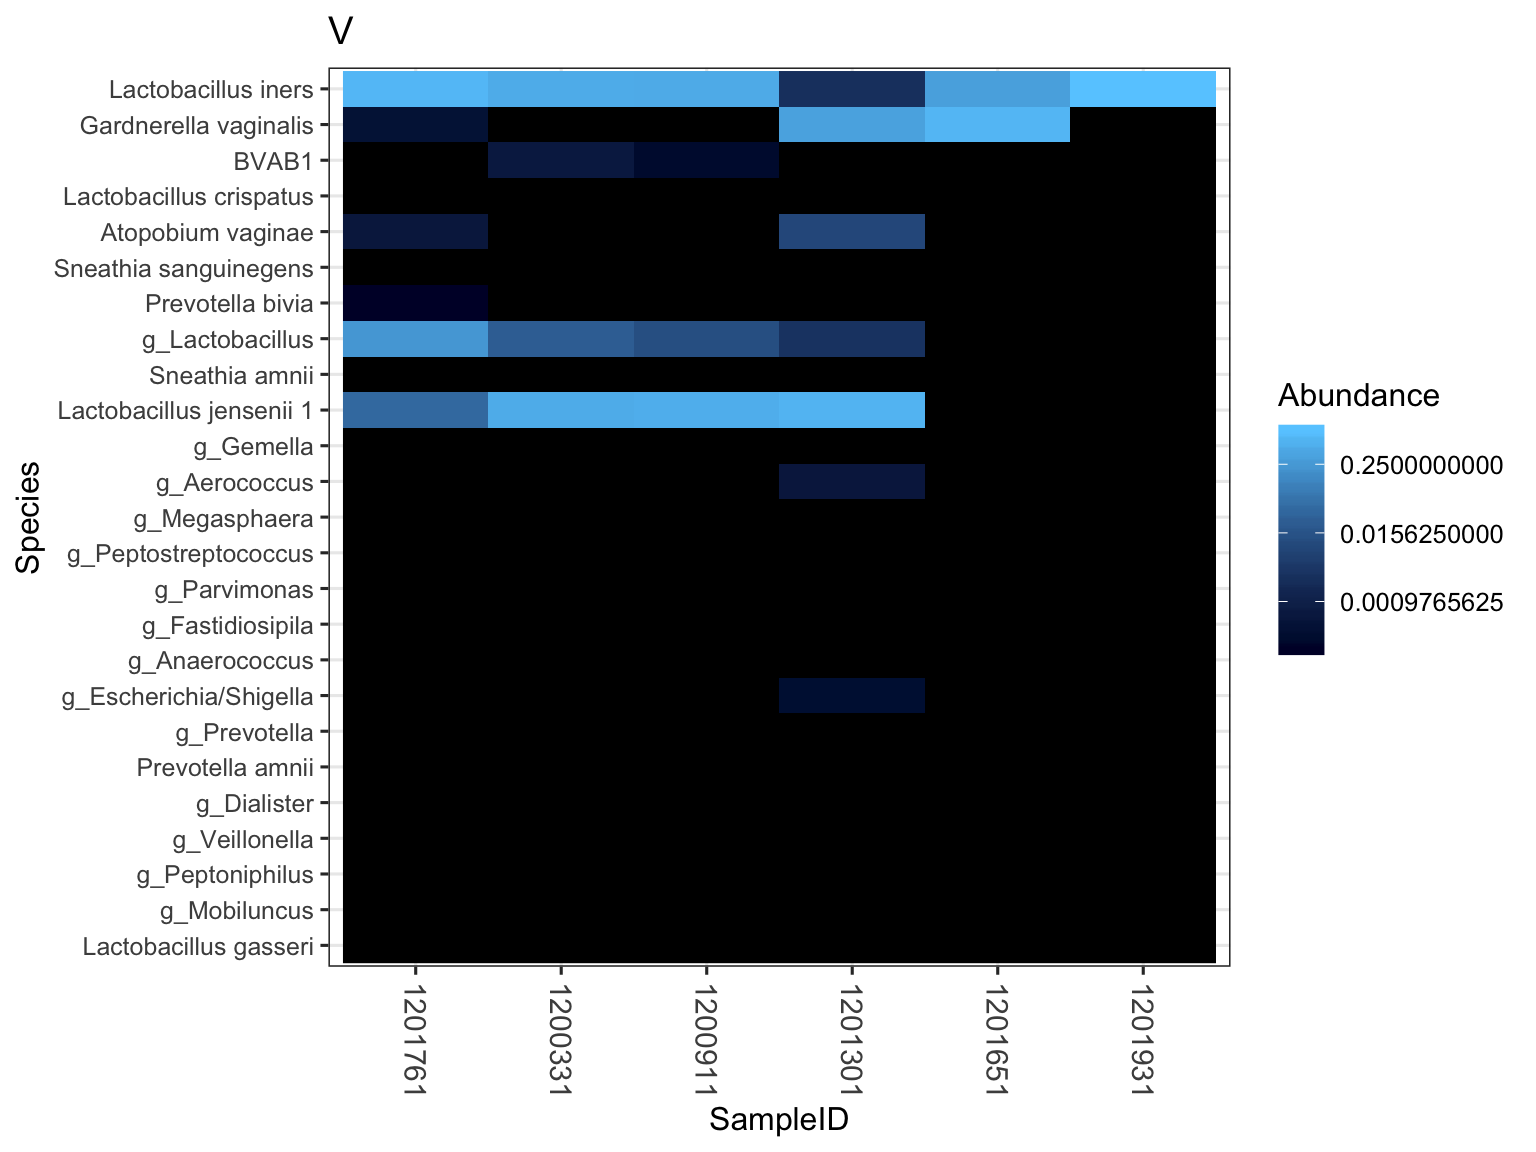 V
Lactobacillus iners
Gardnerella vaginalis
BVAB1
Lactobacillus crispatus
Atopobium vaginae
Sneathia sanguinegens
Prevotella bivia
g_Lactobacillus
Sneathia amnii
Lactobacillus jensenii 1
g_Gemella
g_Aerococcus
g_Megasphaera
g_Peptostreptococcus
g_Parvimonas
g_Fastidiosipila
g_Anaerococcus
g_Escherichia/Shigella
g_Prevotella
Prevotella amnii
g_Dialister
g_Veillonella
g_Peptoniphilus
g_Mobiluncus
Lactobacillus gasseri
Species
1201761
1200331
1200911
1201301
1201651
1201931
SampleID
Abundance
0.2500000000
0.0156250000
0.0009765625